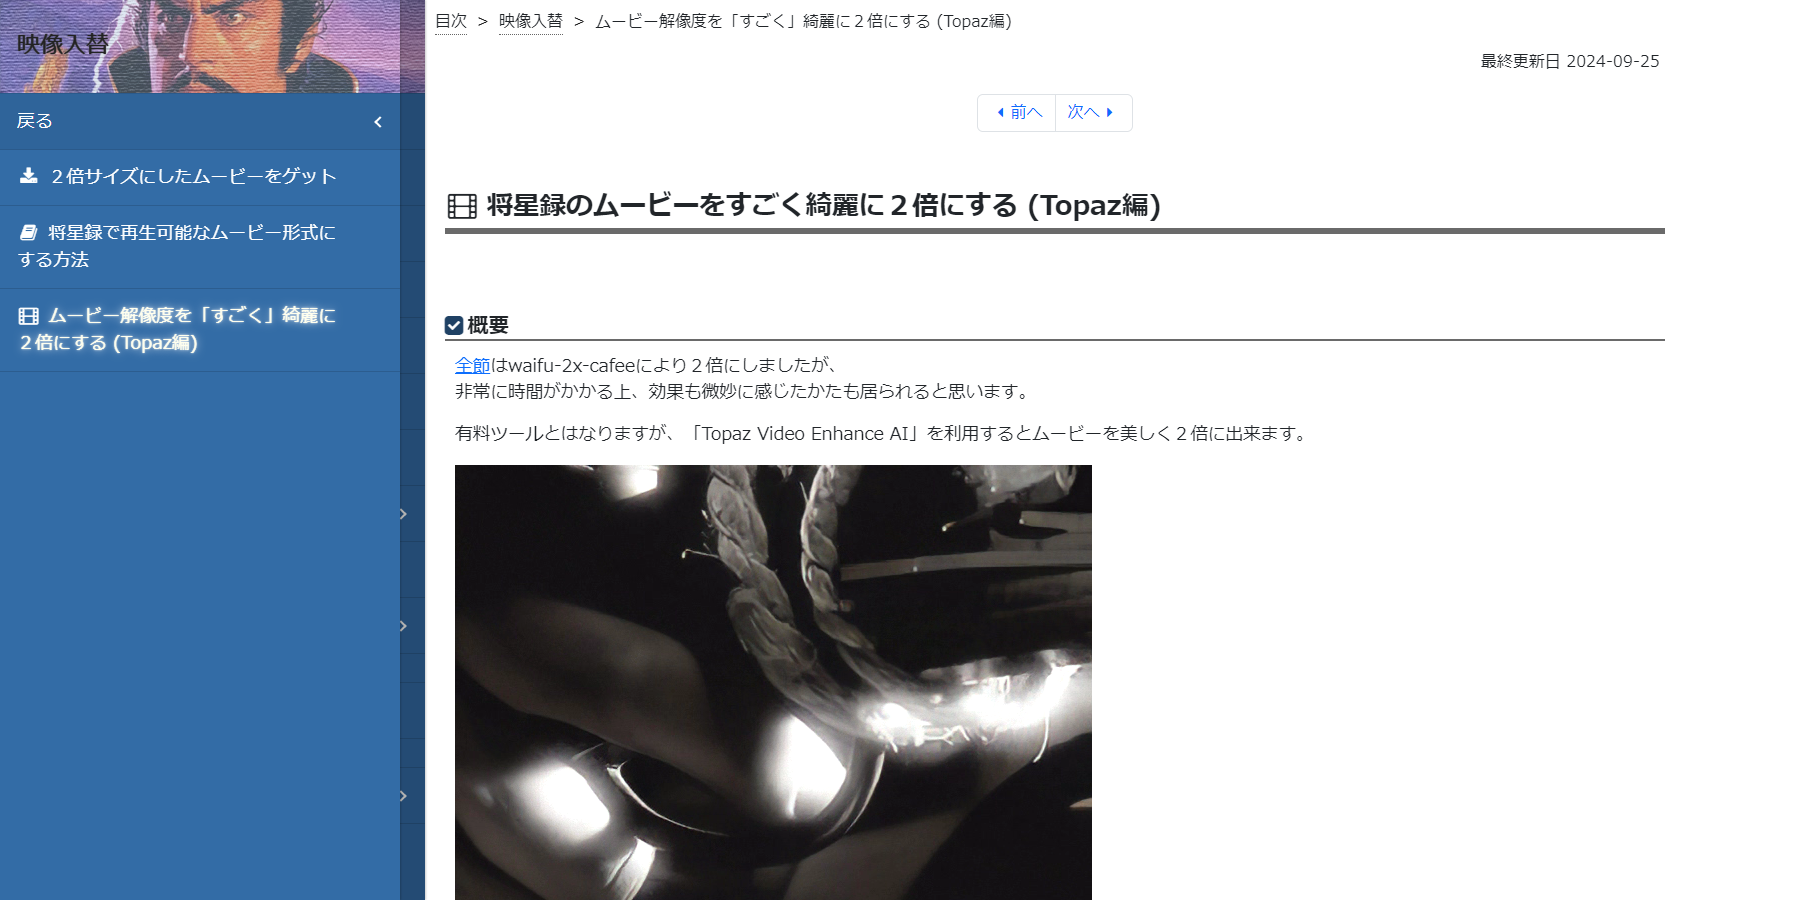 映像入替
戻る
２倍サイズにしたムービーをゲット
将星録で再生可能なムービー形式に
する方法
ムービー解像度を「すごく」綺麗に
２倍にする (Topaz編)
目次 > 映像入替 > ムービー解像度を「すごく」綺麗に２倍にする (Topaz編)
最終更新日 2024-09-25
前へ 次へ
将星録のムービーをすごく綺麗に２倍にする (Topaz編)
概要
全節はwaifu-2x-cafeeにより２倍にしましたが、
非常に時間がかかる上、効果も微妙に感じたかたも居られると思います。
有料ツールとはなりますが、「Topaz Video Enhance AI」を利用するとムービーを美しく２倍に出来ます。